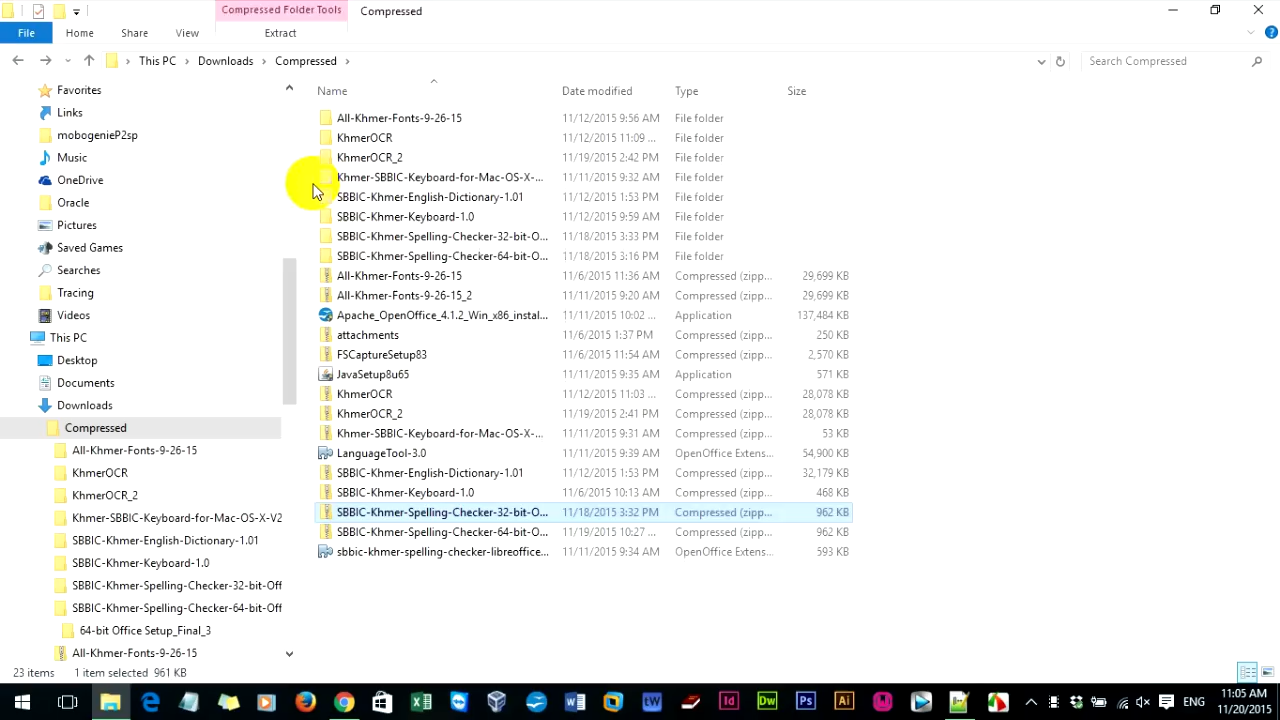 Compressed Folder Tools Compressed
File Home Share View Extract
This PC Downloads Compressed Search Compressed
Name Date modified Type Size
Favorites
Links
mobogenieP2sp
Music
OneDrive
Oracle
Pictures
Saved Games
Searches
Tracing
Videos
This PC
Desktop
Documents
Downloads
Compressed
All-Khmer-Fonts-9-26-15
KhmerOCR
KhmerOCR_2
Khmer-SBBIC-Keyboard-for-Mac-OS-X-V2
SBBIC-Khmer-English-Dictionary-1.01
SBBIC-Khmer-Keyboard-1.0
SBBIC-Khmer-Spelling-Checker-32-bit-Off
SBBIC-Khmer-Spelling-Checker-64-bit-Off
64-bit Office Setup_Final_3
All-Khmer-Fonts-9-26-15
All-Khmer-Fonts-9-26-15 11/12/2015 9:56 AM File folder
KhmerOCR 11/12/2015 11:09 ... File folder
KhmerOCR_2 11/19/2015 2:42 PM File folder
Khmer-SBBIC-Keyboard-for-Mac-OS-X-... 11/11/2015 9:32 AM File folder
SBBIC-Khmer-English-Dictionary-1.01 11/12/2015 1:53 PM File folder
SBBIC-Khmer-Keyboard-1.0 11/12/2015 9:59 AM File folder
SBBIC-Khmer-Spelling-Checker-32-bit-O... 11/18/2015 3:33 PM File folder
SBBIC-Khmer-Spelling-Checker-64-bit-O... 11/18/2015 3:16 PM File folder
All-Khmer-Fonts-9-26-15 11/6/2015 11:36 AM Compressed (zipp... 29,699 KB
All-Khmer-Fonts-9-26-15_2 11/11/2015 9:20 AM Compressed (zipp... 29,699 KB
Apache_OpenOffice_4.1.2_Win_x86_instal... 11/11/2015 10:02 ... Application 137,484 KB
attachments 11/6/2015 1:37 PM Compressed (zipp... 250 KB
FSCaptureSetup83 11/6/2015 11:54 AM Compressed (zipp... 2,570 KB
JavaSetup8u65 11/11/2015 9:35 AM Application 571 KB
KhmerOCR 11/12/2015 11:03 ... Compressed (zipp... 28,078 KB
KhmerOCR_2 11/19/2015 2:41 PM Compressed (zipp... 28,078 KB
Khmer-SBBIC-Keyboard-for-Mac-OS-X-... 11/11/2015 9:31 AM Compressed (zipp... 53 KB
LanguageTool-3.0 11/11/2015 9:39 AM OpenOffice Extens... 54,900 KB
SBBIC-Khmer-English-Dictionary-1.01 11/12/2015 1:53 PM Compressed (zipp... 32,179 KB
SBBIC-Khmer-Keyboard-1.0 11/6/2015 10:13 AM Compressed (zipp... 468 KB
SBBIC-Khmer-Spelling-Checker-32-bit-O... 11/18/2015 3:32 PM Compressed (zipp... 962 KB
SBBIC-Khmer-Spelling-Checker-64-bit-O... 11/19/2015 10:27 ... Compressed (zipp... 962 KB
sbbic-khmer-spelling-checker-libreoffice... 11/11/2015 9:34 AM OpenOffice Extens... 593 KB
23 items 1 item selected 961 KB
ENG 11:05 AM
11/20/2015